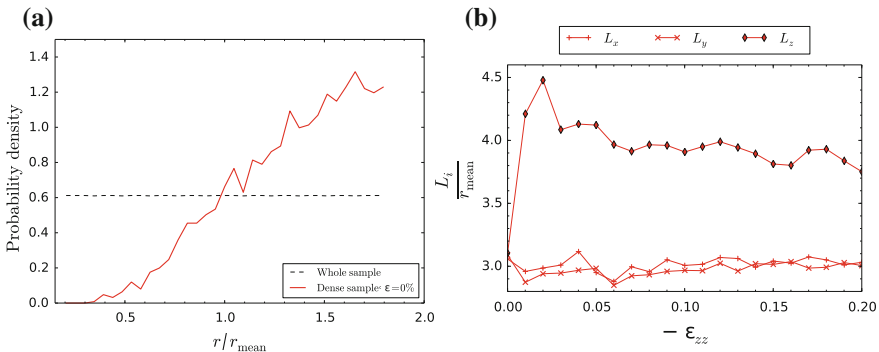 (a)
1.4
1.2
1.0
0.8
0.6
0.4
0.2
0.0
Probability density
0.5 1.0 1.5 2.0
r/r_mean
Whole sample
Dense sample: ε=0%
(b)
L_x L_y L_z
4.5
4.0
3.5
3.0
L_i
r_mean
0.00 0.05 0.10 0.15 0.20
− ε_zz